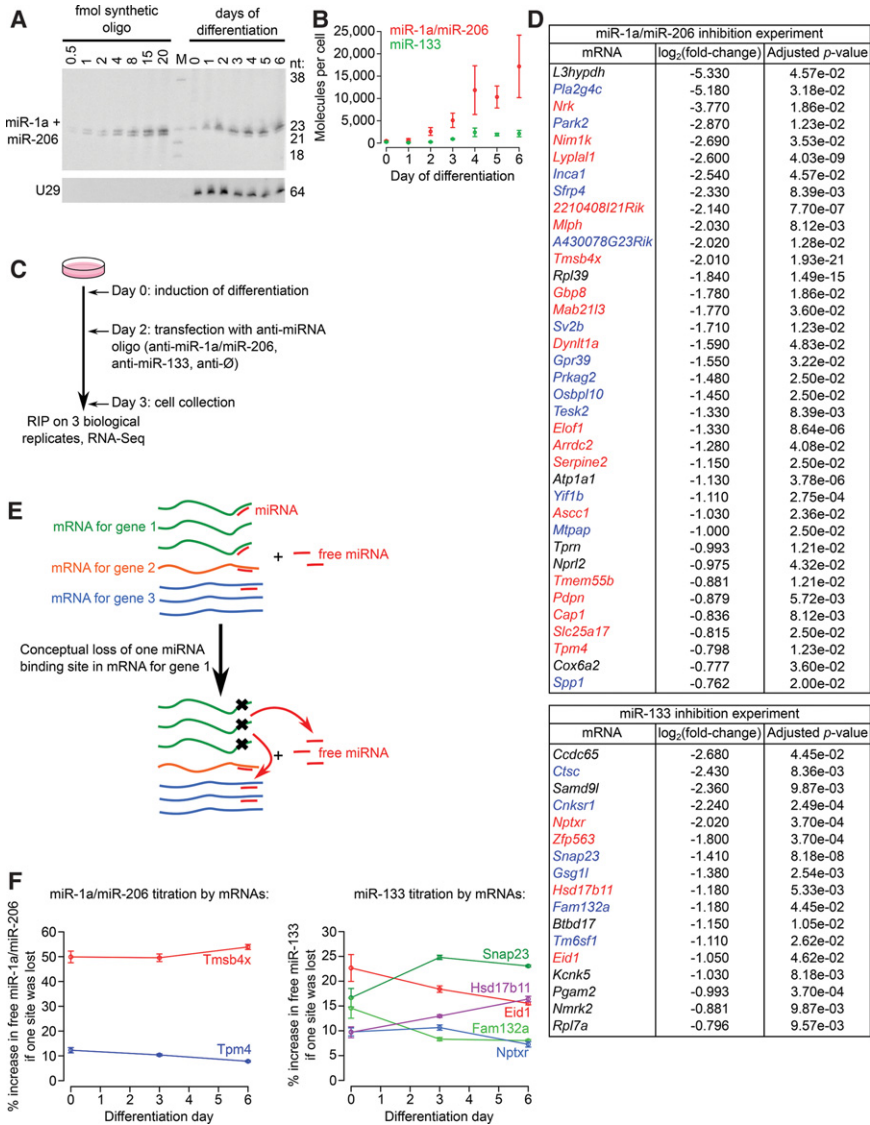 A
fmol synthetic
oligo
days of
differentiation
0.5 1 2 4 8 15 20 M 0 1 2 3 4 5 6 nt:
38
miR-1a +
miR-206
23
21
18
U29
64
B
miR-1a/miR-206
miR-133
Molecules per cell
25,000
20,000
15,000
10,000
5,000
0
0 1 2 3 4 5 6
Day of differentiation
C
Day 0: induction of differentiation
Day 2: transfection with anti-miRNA
oligo (anti-miR-1a/miR-206,
anti-miR-133, anti-Ø)
Day 3: cell collection
RIP on 3 biological
replicates, RNA-Seq
D
miR-1a/miR-206 inhibition experiment
mRNA log2(fold-change) Adjusted p-value
L3hypdh -5.330 4.57e-02
Pla2g4c -5.180 3.18e-02
Nrk -3.770 1.86e-02
Park2 -2.870 1.23e-02
Nim1k -2.690 3.53e-02
Lyplal1 -2.600 4.03e-09
Inca1 -2.540 4.57e-02
Sfrp4 -2.330 8.39e-03
2210408I21Rik -2.140 7.70e-07
Mlph -2.030 8.12e-03
A430078G23Rik -2.020 1.28e-02
Tmsb4x -2.010 1.93e-21
Rpl39 -1.840 1.49e-15
Gbp8 -1.780 1.86e-02
Mab21l3 -1.770 3.60e-02
Sv2b -1.710 1.23e-02
Dynlt1a -1.590 4.83e-02
Gpr39 -1.550 3.22e-02
Prkag2 -1.480 2.50e-02
Osbpl10 -1.450 2.50e-02
Tesk2 -1.330 8.39e-03
Elof1 -1.330 8.64e-06
Arrdc2 -1.280 4.08e-02
Serpine2 -1.150 2.50e-02
Atp1a1 -1.130 3.78e-06
Yif1b -1.110 2.75e-04
Ascc1 -1.030 2.36e-02
Mtpap -1.000 2.50e-02
Tprn -0.993 1.21e-02
Nprl2 -0.975 4.32e-02
Tmem55b -0.881 1.21e-02
Pdpn -0.879 5.72e-03
Cap1 -0.836 8.12e-03
Slc25a17 -0.815 2.50e-02
Tpm4 -0.798 1.23e-02
Cox6a2 -0.777 3.60e-02
Spp1 -0.762 2.00e-02
miR-133 inhibition experiment
mRNA log2(fold-change) Adjusted p-value
Ccdc65 -2.680 4.45e-02
Ctsc -2.430 8.36e-03
Samd9l -2.360 9.87e-03
Cnksr1 -2.240 2.49e-04
Nptxr -2.020 3.70e-04
Zfp563 -1.800 3.70e-04
Snap23 -1.410 8.18e-08
Gsg1l -1.380 2.54e-03
Hsd17b11 -1.180 5.33e-03
Fam132a -1.180 4.45e-02
Btbd17 -1.150 1.05e-02
Tm6sf1 -1.110 2.62e-02
Eid1 -1.050 4.62e-02
Kcnk5 -1.030 8.18e-03
Pgam2 -0.993 3.70e-04
Nmrk2 -0.881 9.87e-03
Rpl7a -0.796 9.57e-03
E
miRNA
mRNA for gene 1
+ free miRNA
mRNA for gene 2
mRNA for gene 3
Conceptual loss of one miRNA
binding site in mRNA for gene 1
+ free miRNA
F
miR-1a/miR-206 titration by mRNAs:
% increase in free miR-1a/miR-206
if one site was lost
60
50
40
30
20
10
0
Tmsb4x
Tpm4
0 1 2 3 4 5 6
Differentiation day
miR-133 titration by mRNAs:
% increase in free miR-133
if one site was lost
30
25
20
15
10
5
0
Snap23
Hsd17b11
Eid1
Fam132a
Nptxr
0 1 2 3 4 5 6
Differentiation day